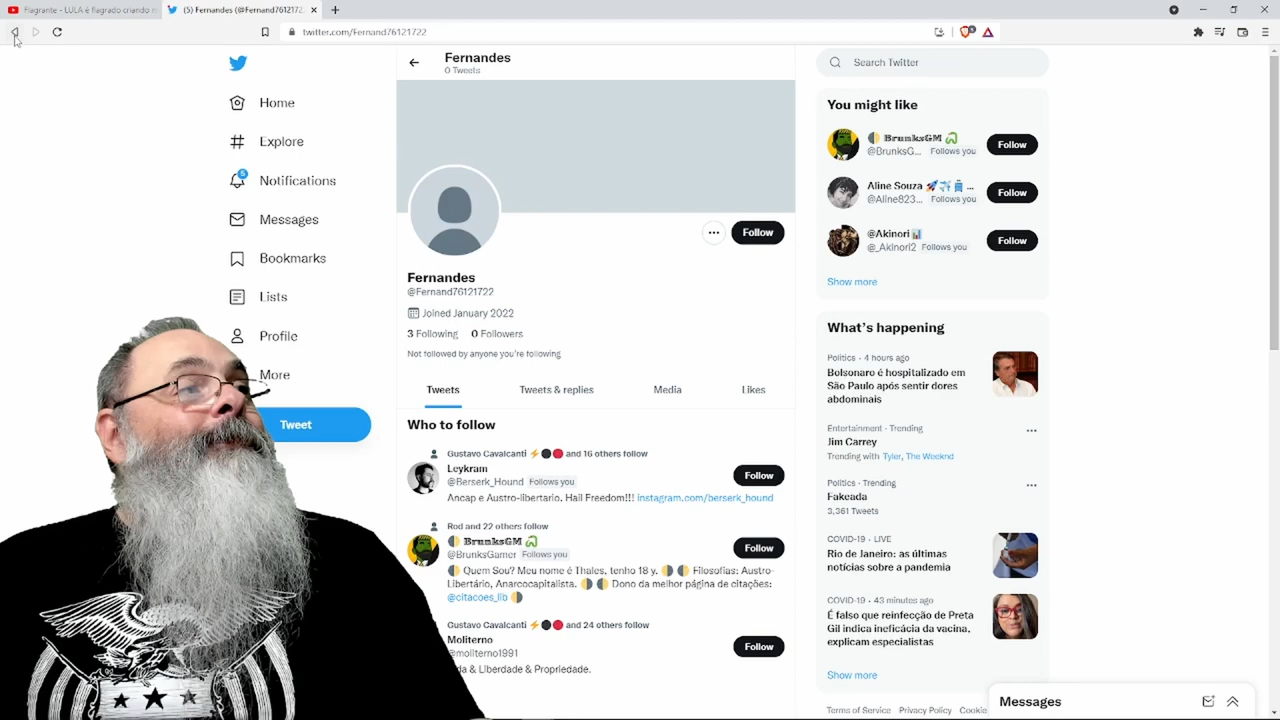 Flagrante - LULA é flagrado criando m
(5) Fernandes (@Fernand7612172
twitter.com/Fernand76121722
Fernandes
0 Tweets
Home
Explore
5
Notifications
Messages
Bookmarks
Lists
Profile
More
Tweet
Follow
Fernandes
@Fernand76121722
Joined January 2022
3 Following 0 Followers
Not followed by anyone you're following
Tweets Tweets & replies Media Likes
Who to follow
Gustavo Cavalcanti ⚡⚫🔴 and 16 others follow
Leykram
@Berserk_Hound Follows you
Follow
Ancap e Austro-libertario. Hail Freedom!!! instagram.com/berserk_hound
Rod and 22 others follow
BrunksGM
@BrunksGamer Follows you
Follow
Quem Sou? Meu nome é Thales, tenho 18 y. Filosofias: Austro-
Libertário, Anarcocapitalista. Dono da melhor página de citações:
@citacoes_lib
Gustavo Cavalcanti ⚡⚫🔴 and 24 others follow
Moliterno
@moliterno1991
Follow
da & Liberdade & Propriedade.
Search Twitter
You might like
BrunksGM
@BrunksG... Follows you
Follow
Aline Souza 🚀✈️ ...
@Aline823... Follows you
Follow
@Akinori📊
@_Akinori2 Follows you
Follow
Show more
What's happening
Politics · 4 hours ago
Bolsonaro é hospitalizado em
São Paulo após sentir dores
abdominais
Entertainment · Trending
Jim Carrey
Trending with Tyler, The Weeknd
Politics · Trending
Fakeada
3,361 Tweets
COVID-19 · LIVE
Rio de Janeiro: as últimas
notícias sobre a pandemia
COVID-19 · 43 minutes ago
É falso que reinfecção de Preta
Gil indica ineficácia da vacina,
explicam especialistas
Show more
Terms of Service Privacy Policy Cookie
Messages